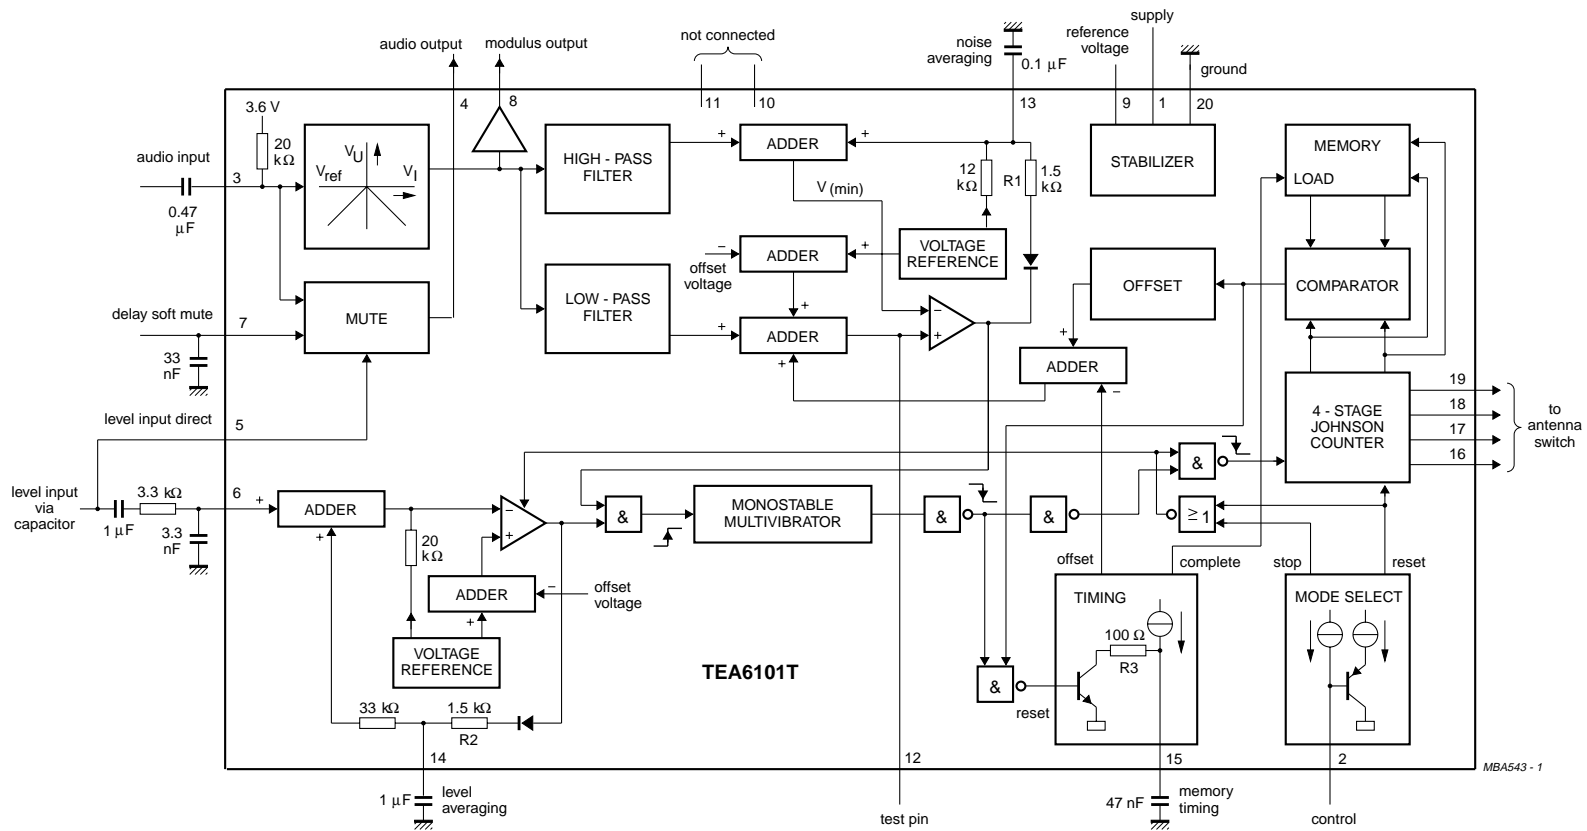 supply
reference
voltage
audio output
modulus output
not connected
noise
averaging
0.1 µF
ground
4
8
11
10
13
9
1
20
3.6 V
20
kΩ
V U
V ref
V I
audio input
3
0.47
µF
HIGH - PASS
FILTER
+
ADDER
+
12
kΩ
R1
1.5
kΩ
STABILIZER
MEMORY
LOAD
V (min)
−
offset
voltage
ADDER
+
VOLTAGE
REFERENCE
OFFSET
COMPARATOR
delay soft mute
7
33
nF
MUTE
LOW - PASS
FILTER
+
+
ADDER
+
−
+
+
ADDER
−
level input direct
5
4 - STAGE
JOHNSON
COUNTER
19
18
17
16
to
antenna
switch
level input
via
capacitor
1 µF
3.3 kΩ
3.3
nF
6
+
ADDER
+
20
kΩ
−
+
&
MONOSTABLE
MULTIVIBRATOR
&
&
&
≥ 1
offset
complete
stop
reset
ADDER
−
offset
voltage
+
VOLTAGE
REFERENCE
TIMING
100 Ω
R3
MODE SELECT
TEA6101T
&
reset
33 kΩ
1.5 kΩ
R2
14
12
15
2
MBA543 - 1
1 µF
level
averaging
test pin
47 nF
memory
timing
control